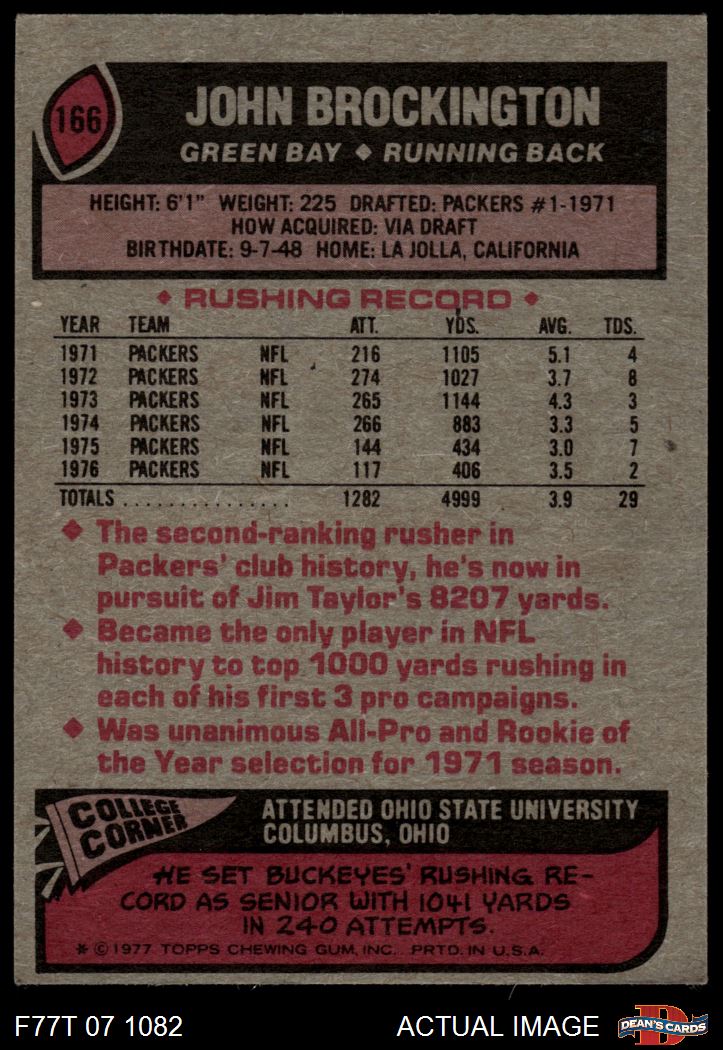 166
JOHN BROCKINGTON
GREEN BAY ◆ RUNNING BACK
HEIGHT: 6'1" WEIGHT: 225 DRAFTED: PACKERS #1-1971
HOW ACQUIRED: VIA DRAFT
BIRTHDATE: 9-7-48 HOME: LA JOLLA, CALIFORNIA
◆ RUSHING RECORD ◆
YEAR TEAM ATT. YDS. AVG. TDS.
1971 PACKERS NFL 216 1105 5.1 4
1972 PACKERS NFL 274 1027 3.7 8
1973 PACKERS NFL 265 1144 4.3 3
1974 PACKERS NFL 266 883 3.3 5
1975 PACKERS NFL 144 434 3.0 7
1976 PACKERS NFL 117 406 3.5 2
TOTALS ................ 1282 4999 3.9 29
◆ The second-ranking rusher in
Packers' club history, he's now in
pursuit of Jim Taylor's 8207 yards.
◆ Became the only player in NFL
history to top 1000 yards rushing in
each of his first 3 pro campaigns.
◆ Was unanimous All-Pro and Rookie of
the Year selection for 1971 season.
COLLEGE
CORNER
ATTENDED OHIO STATE UNIVERSITY
COLUMBUS, OHIO
HE SET BUCKEYES' RUSHING RE-
CORD AS SENIOR WITH 1041 YARDS
IN 240 ATTEMPTS.
* © 1977 TOPPS CHEWING GUM, INC. PRTD. IN U.S.A.
F77T 07 1082 ACTUAL IMAGE
D
DEAN'S CARDS